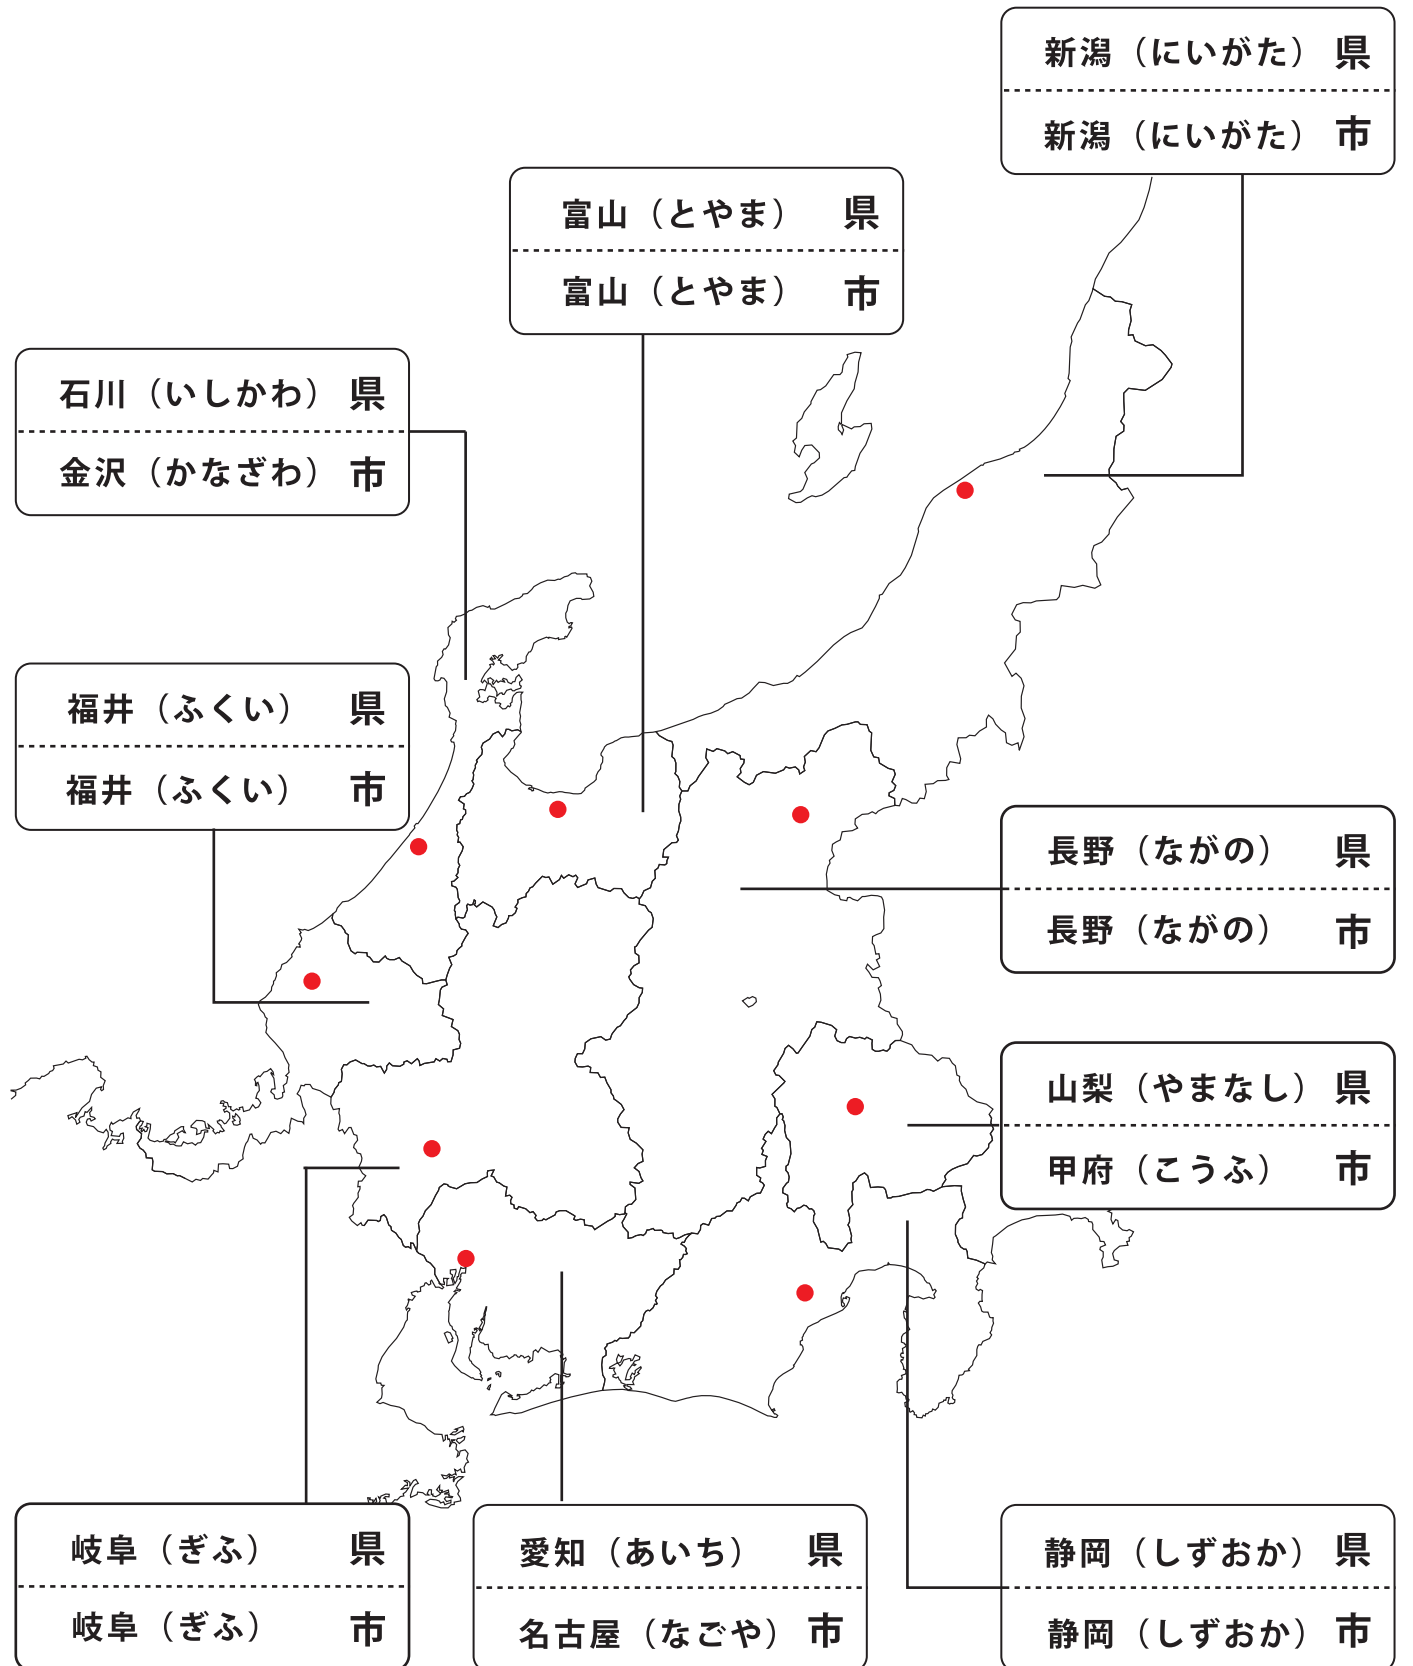 新潟（にいがた）県
新潟（にいがた）市
富山（とやま）県
富山（とやま）市
石川（いしかわ）県
金沢（かなざわ）市
福井（ふくい）県
福井（ふくい）市
長野（ながの）県
長野（ながの）市
山梨（やまなし）県
甲府（こうふ）市
岐阜（ぎふ）県
岐阜（ぎふ）市
愛知（あいち）県
名古屋（なごや）市
静岡（しずおか）県
静岡（しずおか）市